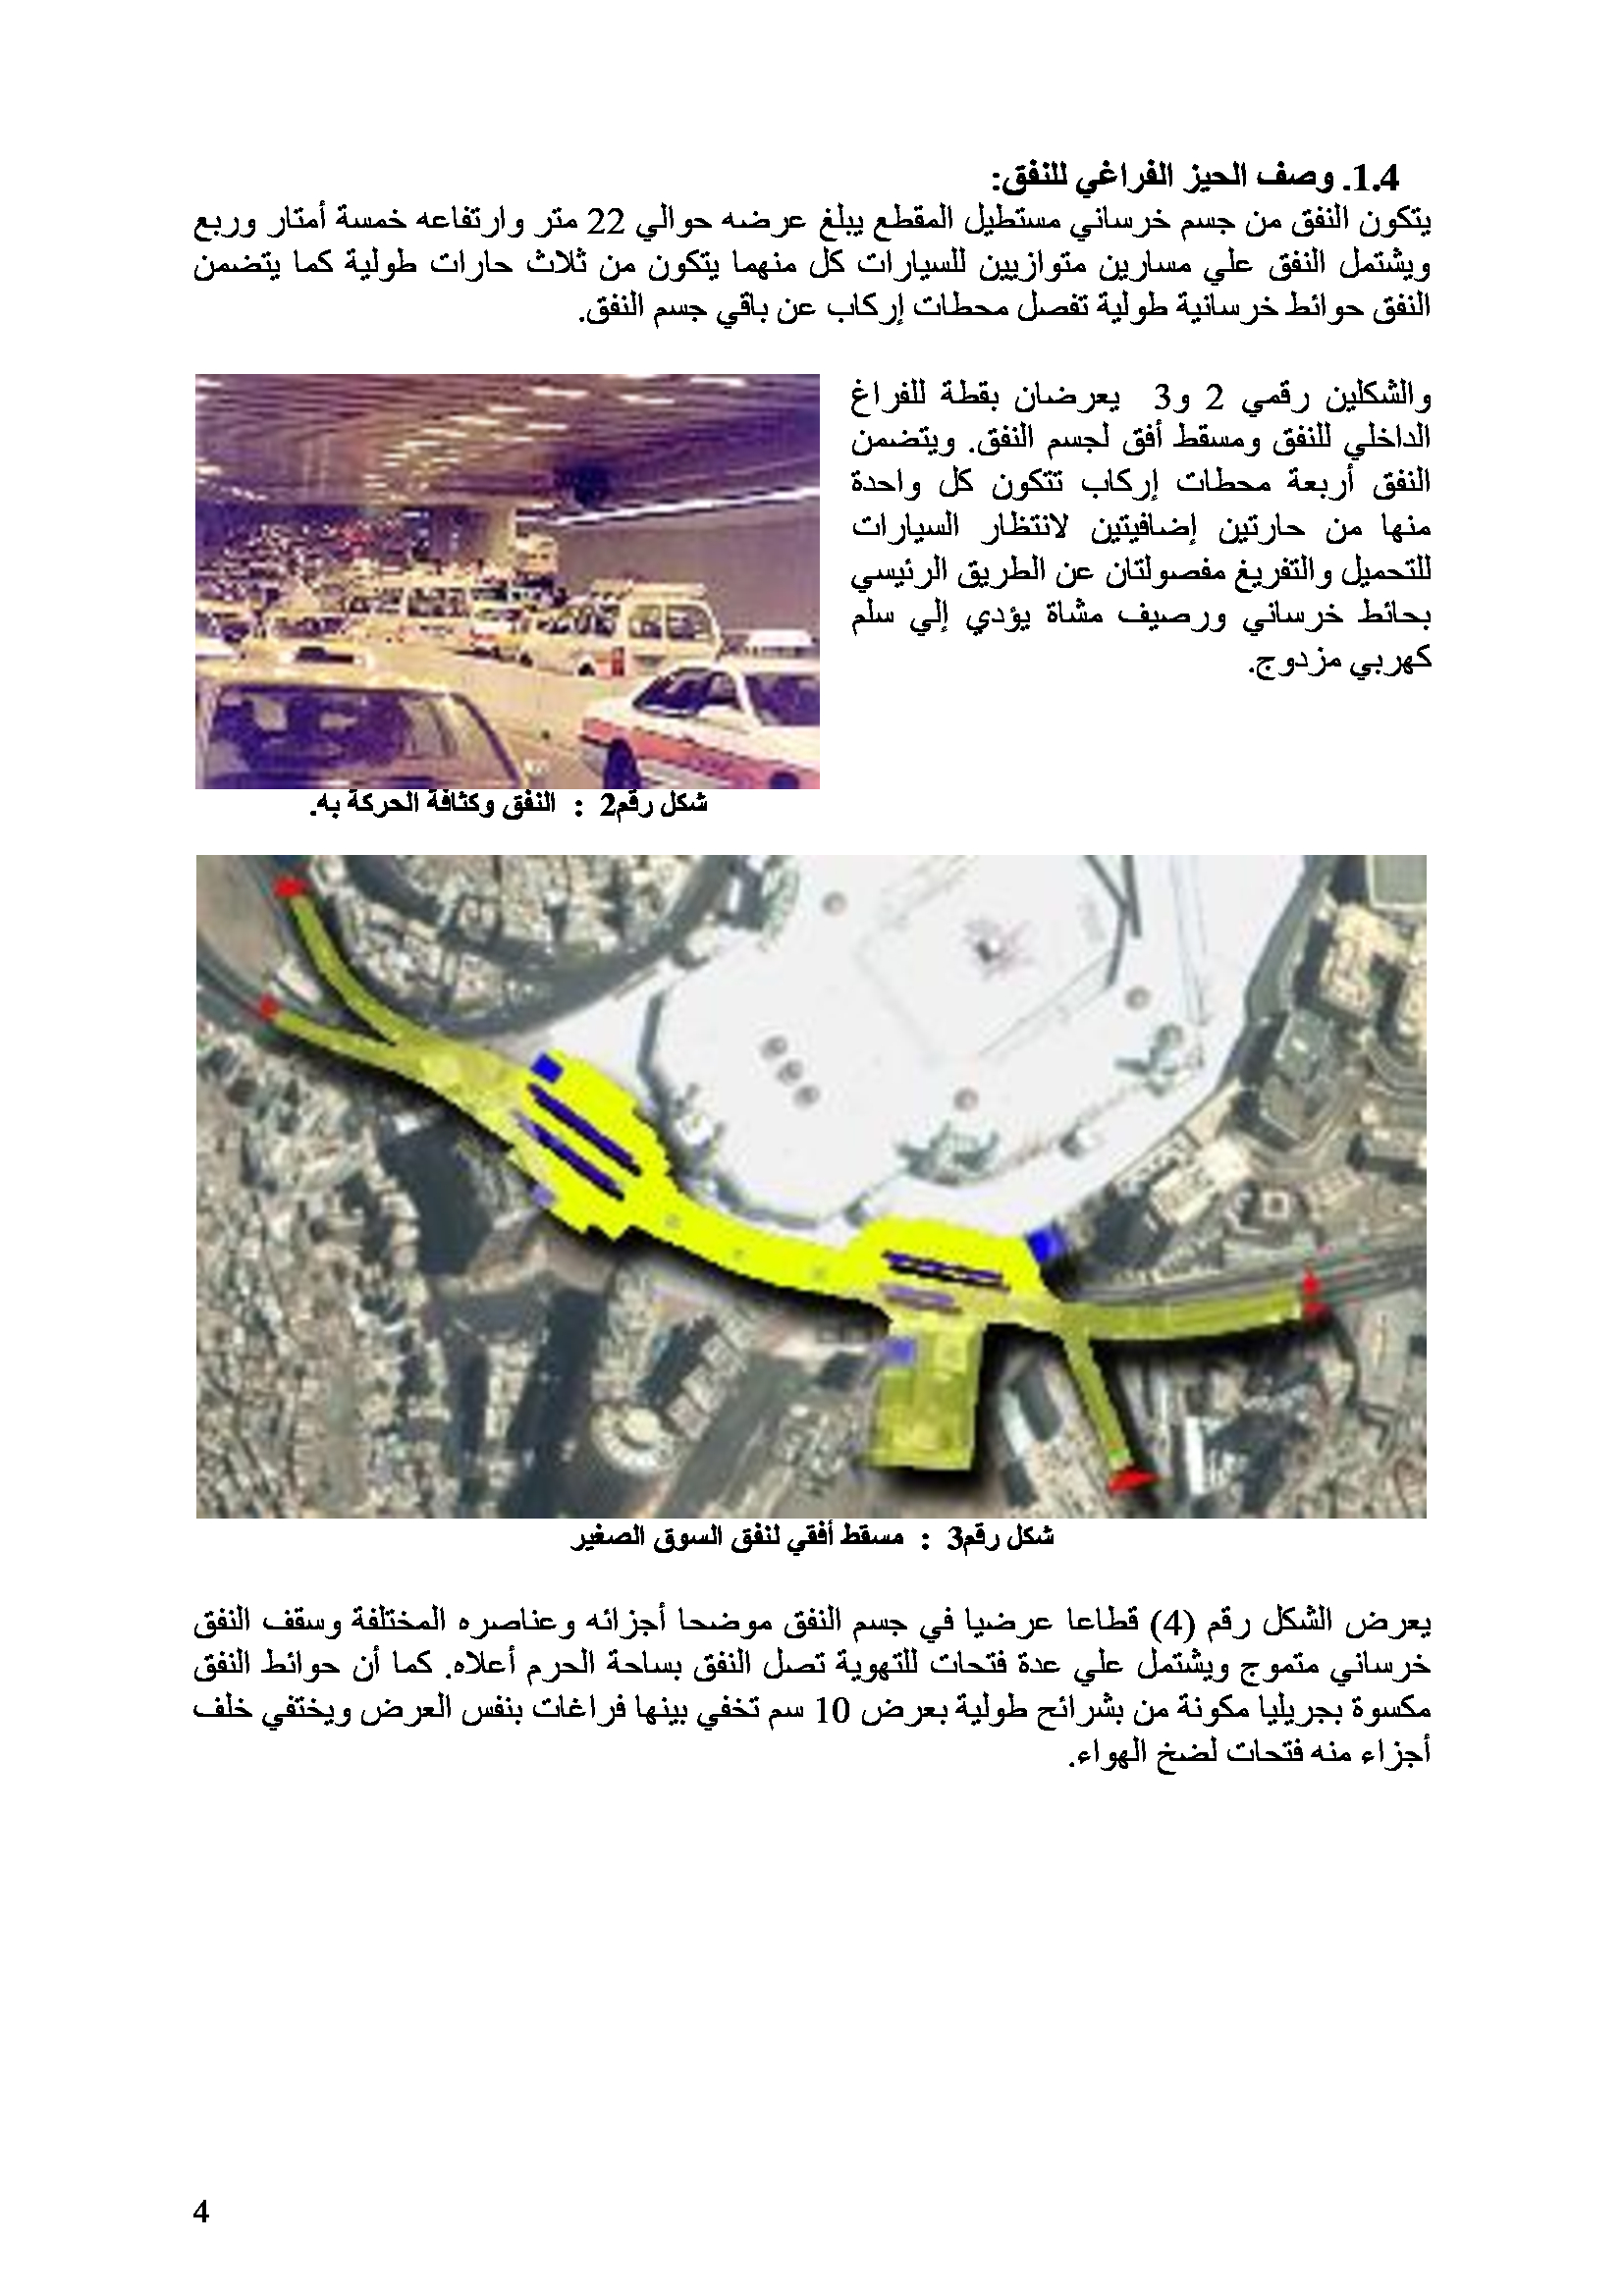 1.4. وصف الحيز الفراغي للنفق:
يتكون النفق من جسم خرساني مستطيل المقطع يبلغ عرضه حوالي 22 متر وارتفاعه خمسة أمتار وربع
ويشتمل النفق علي مسارين متوازيين للسيارات كل منهما يتكون من ثلاث حارات طولية كما يتضمن
النفق حوائط خرسانية طولية تفصل محطات إركاب عن باقي جسم النفق.
والشكلين رقمي 2 و3 يعرضان بقطة للفراغ
الداخلي للنفق ومسقط أفق لجسم النفق. ويتضمن
النفق أربعة محطات إركاب تتكون كل واحدة
منها من حارتين إضافيتين لانتظار السيارات
للتحميل والتفريغ مفصولتان عن الطريق الرئيسي
بحائط خرساني ورصيف مشاة يؤدي إلي سلم
كهربي مزدوج.
شكل رقم2 : النفق وكثافة الحركة به.
شكل رقم3 : مسقط أفقي لنفق السوق الصغير
يعرض الشكل رقم (4) قطاعا عرضيا في جسم النفق موضحا أجزائه وعناصره المختلفة وسقف النفق
خرساني متموج ويشتمل علي عدة فتحات للتهوية تصل النفق بساحة الحرم أعلاه. كما أن حوائط النفق
مكسوة بجريليا مكونة من بشرائح طولية بعرض 10 سم تخفي بينها فراغات بنفس العرض ويختفي خلف
أجزاء منه فتحات لضخ الهواء.
4